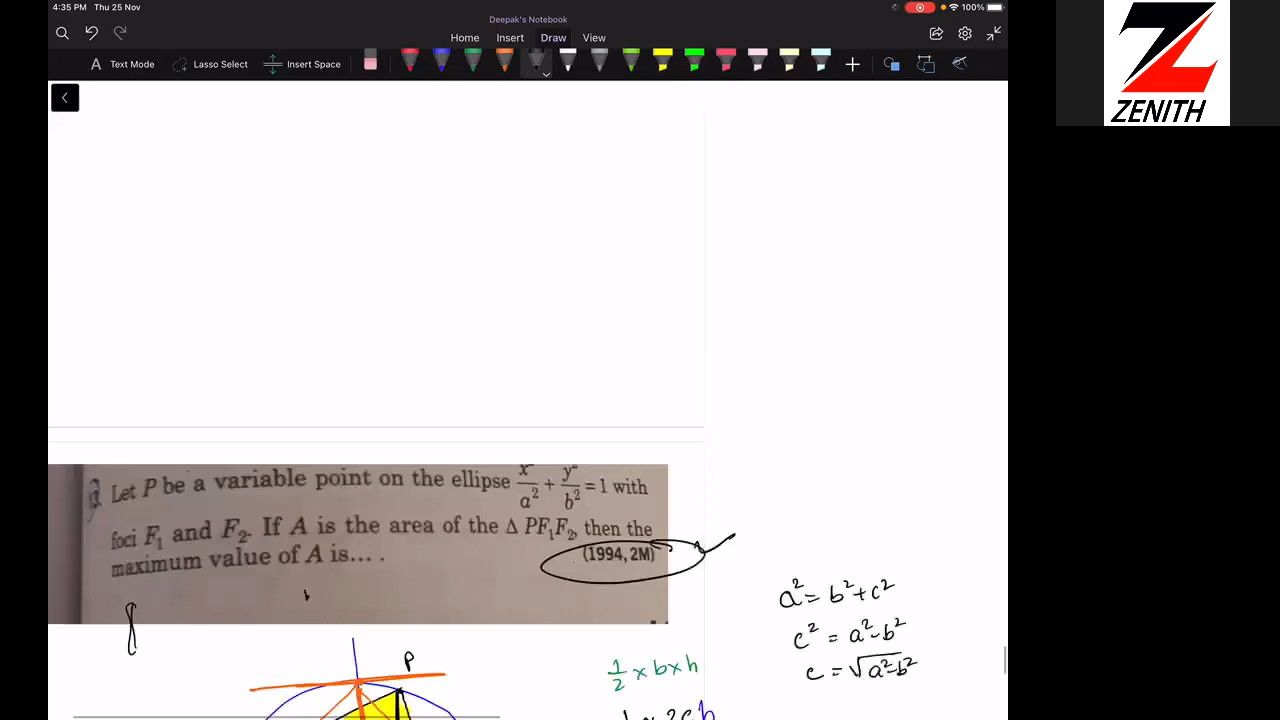 4:35 PM Thu 25 Nov
100%
Deepak's Notebook
Home Insert Draw View
Text Mode Lasso Select Insert Space
ZENITH
Let P be a variable point on the ellipse x²/a² + y²/b² = 1 with
foci F₁ and F₂. If A is the area of the Δ PF₁F₂, then the
maximum value of A is... .
(1994, 2M)
a² = b² + c²
c² = a² - b²
c = √a²-b²
P
1/2 × b × h